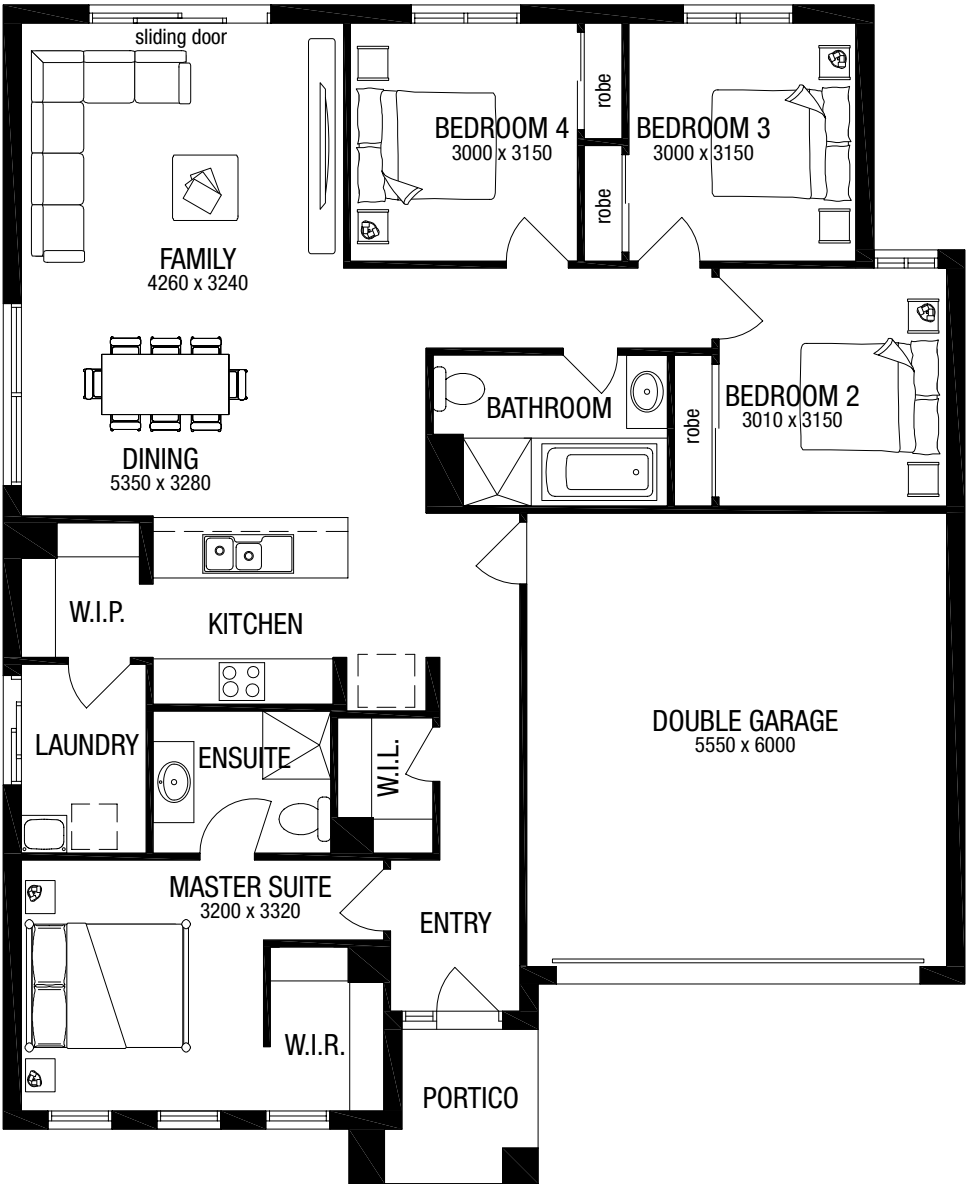 sliding door
BEDROOM 4
3000 x 3150
robe
robe
BEDROOM 3
3000 x 3150
FAMILY
4260 x 3240
BATHROOM
robe
BEDROOM 2
3010 x 3150
DINING
5350 x 3280
W.I.P.
KITCHEN
LAUNDRY
ENSUITE
W.I.L.
DOUBLE GARAGE
5550 x 6000
MASTER SUITE
3200 x 3320
ENTRY
W.I.R.
PORTICO